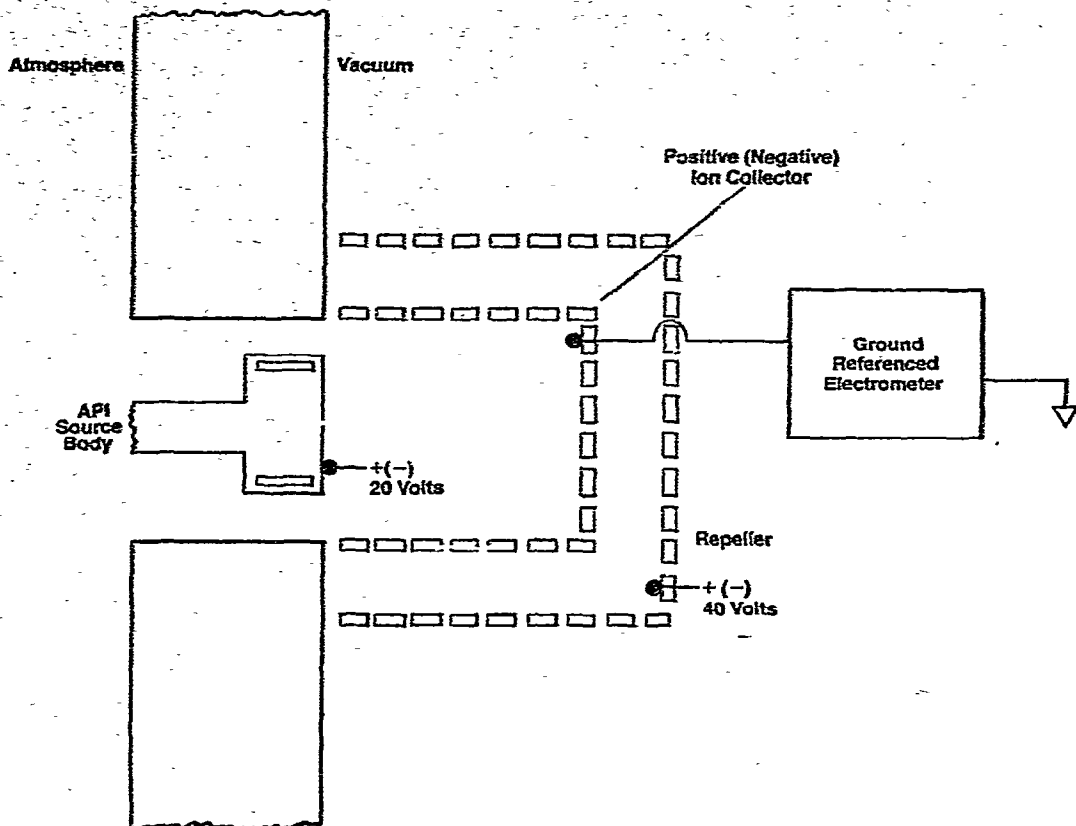 Atmosphere
Vacuum
Positive (Negative)
Ion Collector
Ground
Referenced
Electrometer
API
Source
Body
+(-)
20 Volts
Repeller
+ (-)
40 Volts